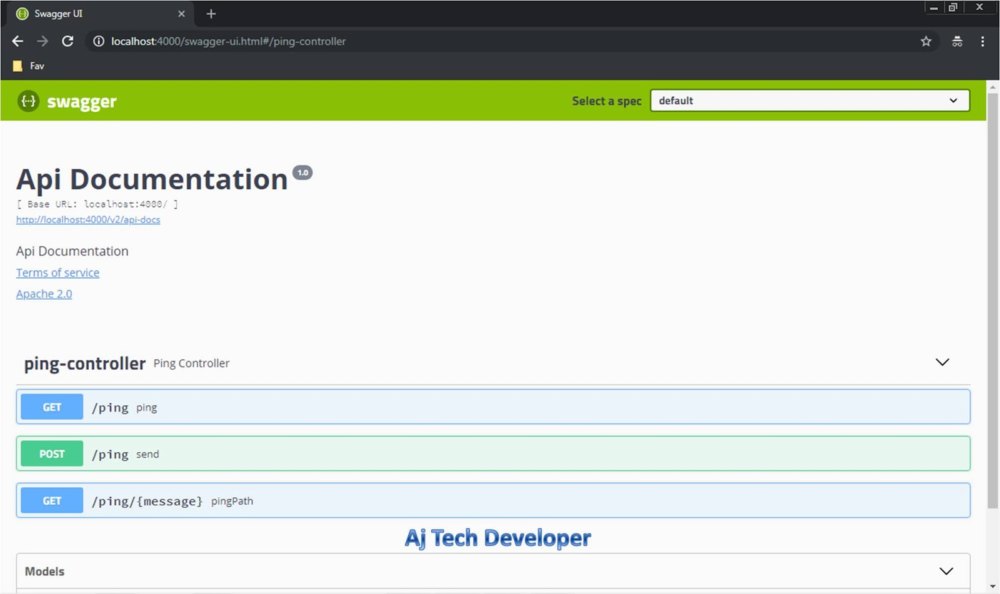 Swagger UI
localhost:4000/swagger-ui.html#/ping-controller
Fav
swagger
Select a spec default
Api Documentation 1.0
[ Base URL: localhost:4000/ ]
http://localhost:4000/v2/api-docs
Api Documentation
Terms of service
Apache 2.0
ping-controller Ping Controller
GET /ping ping
POST /ping send
GET /ping/{message} pingPath
Aj Tech Developer
Models